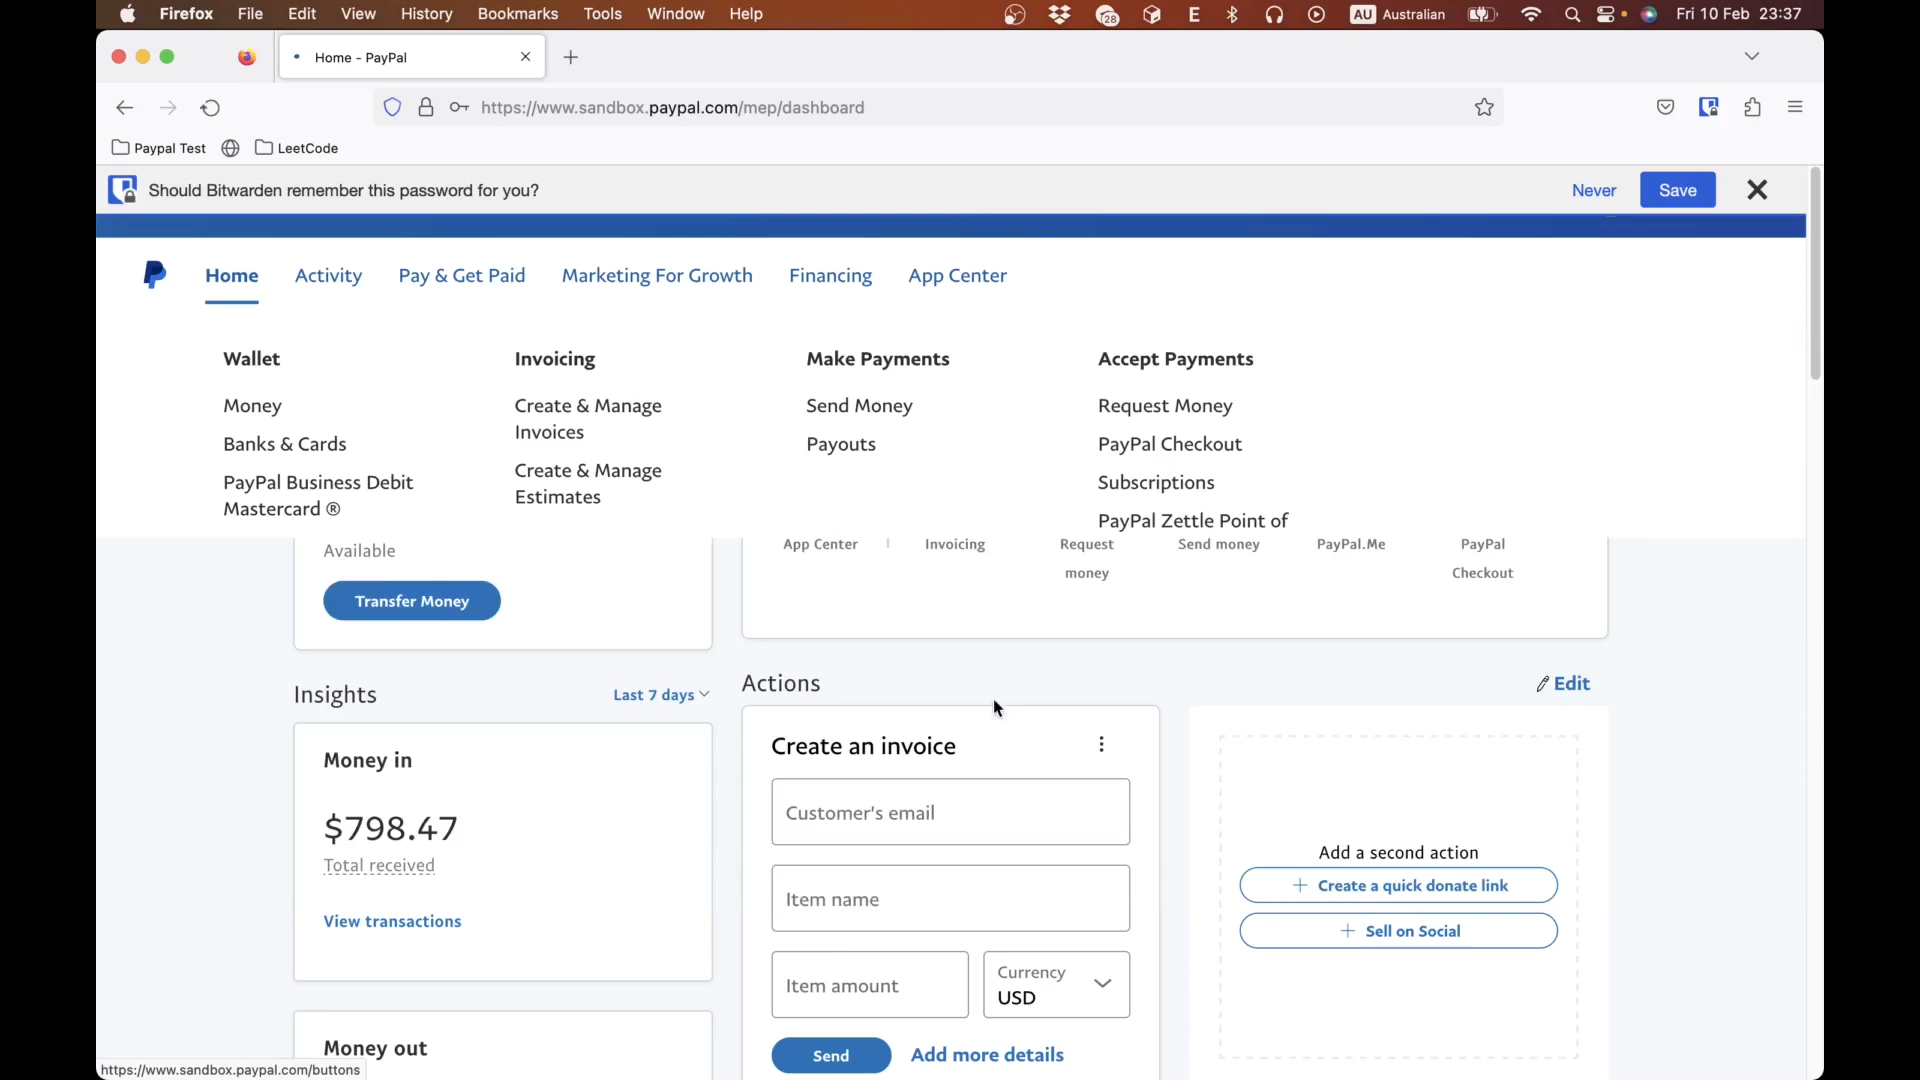 Firefox File Edit View History Bookmarks Tools Window Help 28 E AU Australian Fri 10 Feb 23:37
Home - PayPal
https://www.sandbox.paypal.com/mep/dashboard
Paypal Test LeetCode
Should Bitwarden remember this password for you? Never Save
Home Activity Pay & Get Paid Marketing For Growth Financing App Center
Wallet Invoicing Make Payments Accept Payments
Money Create & Manage Send Money Request Money
Invoices
Banks & Cards Payouts PayPal Checkout
Create & Manage
PayPal Business Debit Subscriptions
Estimates
Mastercard ®
PayPal Zettle Point of
Available App Center Invoicing Request Send money PayPal.Me PayPal
money Checkout
Transfer Money
Insights Last 7 days Actions Edit
Money in Create an invoice
$798.47 Customer's email
Total received Add a second action
Item name Create a quick donate link
View transactions Sell on Social
Item amount Currency
USD
Money out Send Add more details
https://www.sandbox.paypal.com/buttons